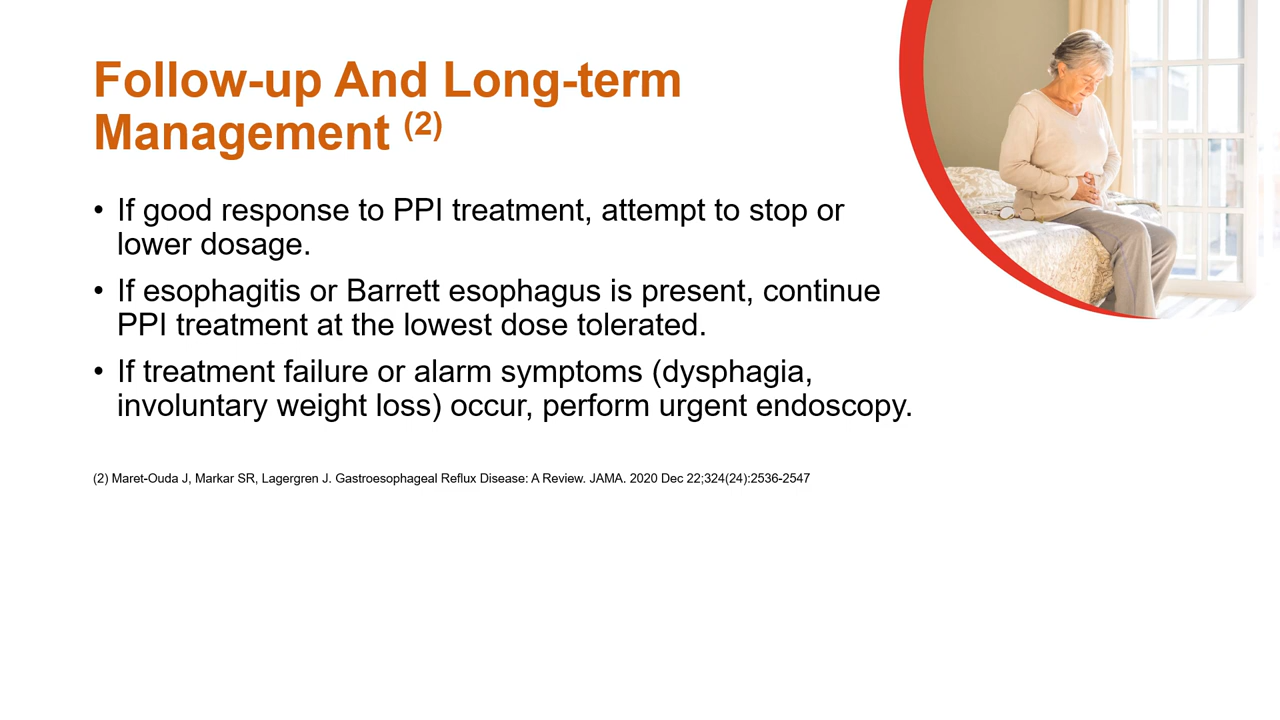 Follow-up And Long-term
Management (2)
• If good response to PPI treatment, attempt to stop or
lower dosage.
• If esophagitis or Barrett esophagus is present, continue
PPI treatment at the lowest dose tolerated.
• If treatment failure or alarm symptoms (dysphagia,
involuntary weight loss) occur, perform urgent endoscopy.
(2) Maret-Ouda J, Markar SR, Lagergren J. Gastroesophageal Reflux Disease: A Review. JAMA. 2020 Dec 22;324(24):2536-2547